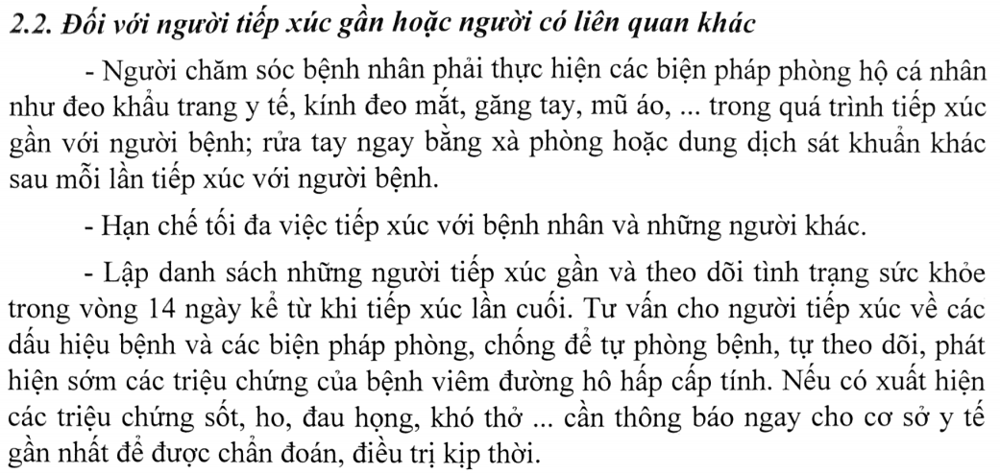 2.2. Đối với người tiếp xúc gần hoặc người có liên quan khác
- Người chăm sóc bệnh nhân phải thực hiện các biện pháp phòng hộ cá nhân
như đeo khẩu trang y tế, kính đeo mắt, găng tay, mũ áo, ... trong quá trình tiếp xúc
gần với người bệnh; rửa tay ngay bằng xà phòng hoặc dung dịch sát khuẩn khác
sau mỗi lần tiếp xúc với người bệnh.
- Hạn chế tối đa việc tiếp xúc với bệnh nhân và những người khác.
- Lập danh sách những người tiếp xúc gần và theo dõi tình trạng sức khỏe
trong vòng 14 ngày kể từ khi tiếp xúc lần cuối. Tư vấn cho người tiếp xúc về các
dấu hiệu bệnh và các biện pháp phòng, chống để tự phòng bệnh, tự theo dõi, phát
hiện sớm các triệu chứng của bệnh viêm đường hô hấp cấp tính. Nếu có xuất hiện
các triệu chứng sốt, ho, đau họng, khó thở ... cần thông báo ngay cho cơ sở y tế
gần nhất để được chẩn đoán, điều trị kịp thời.